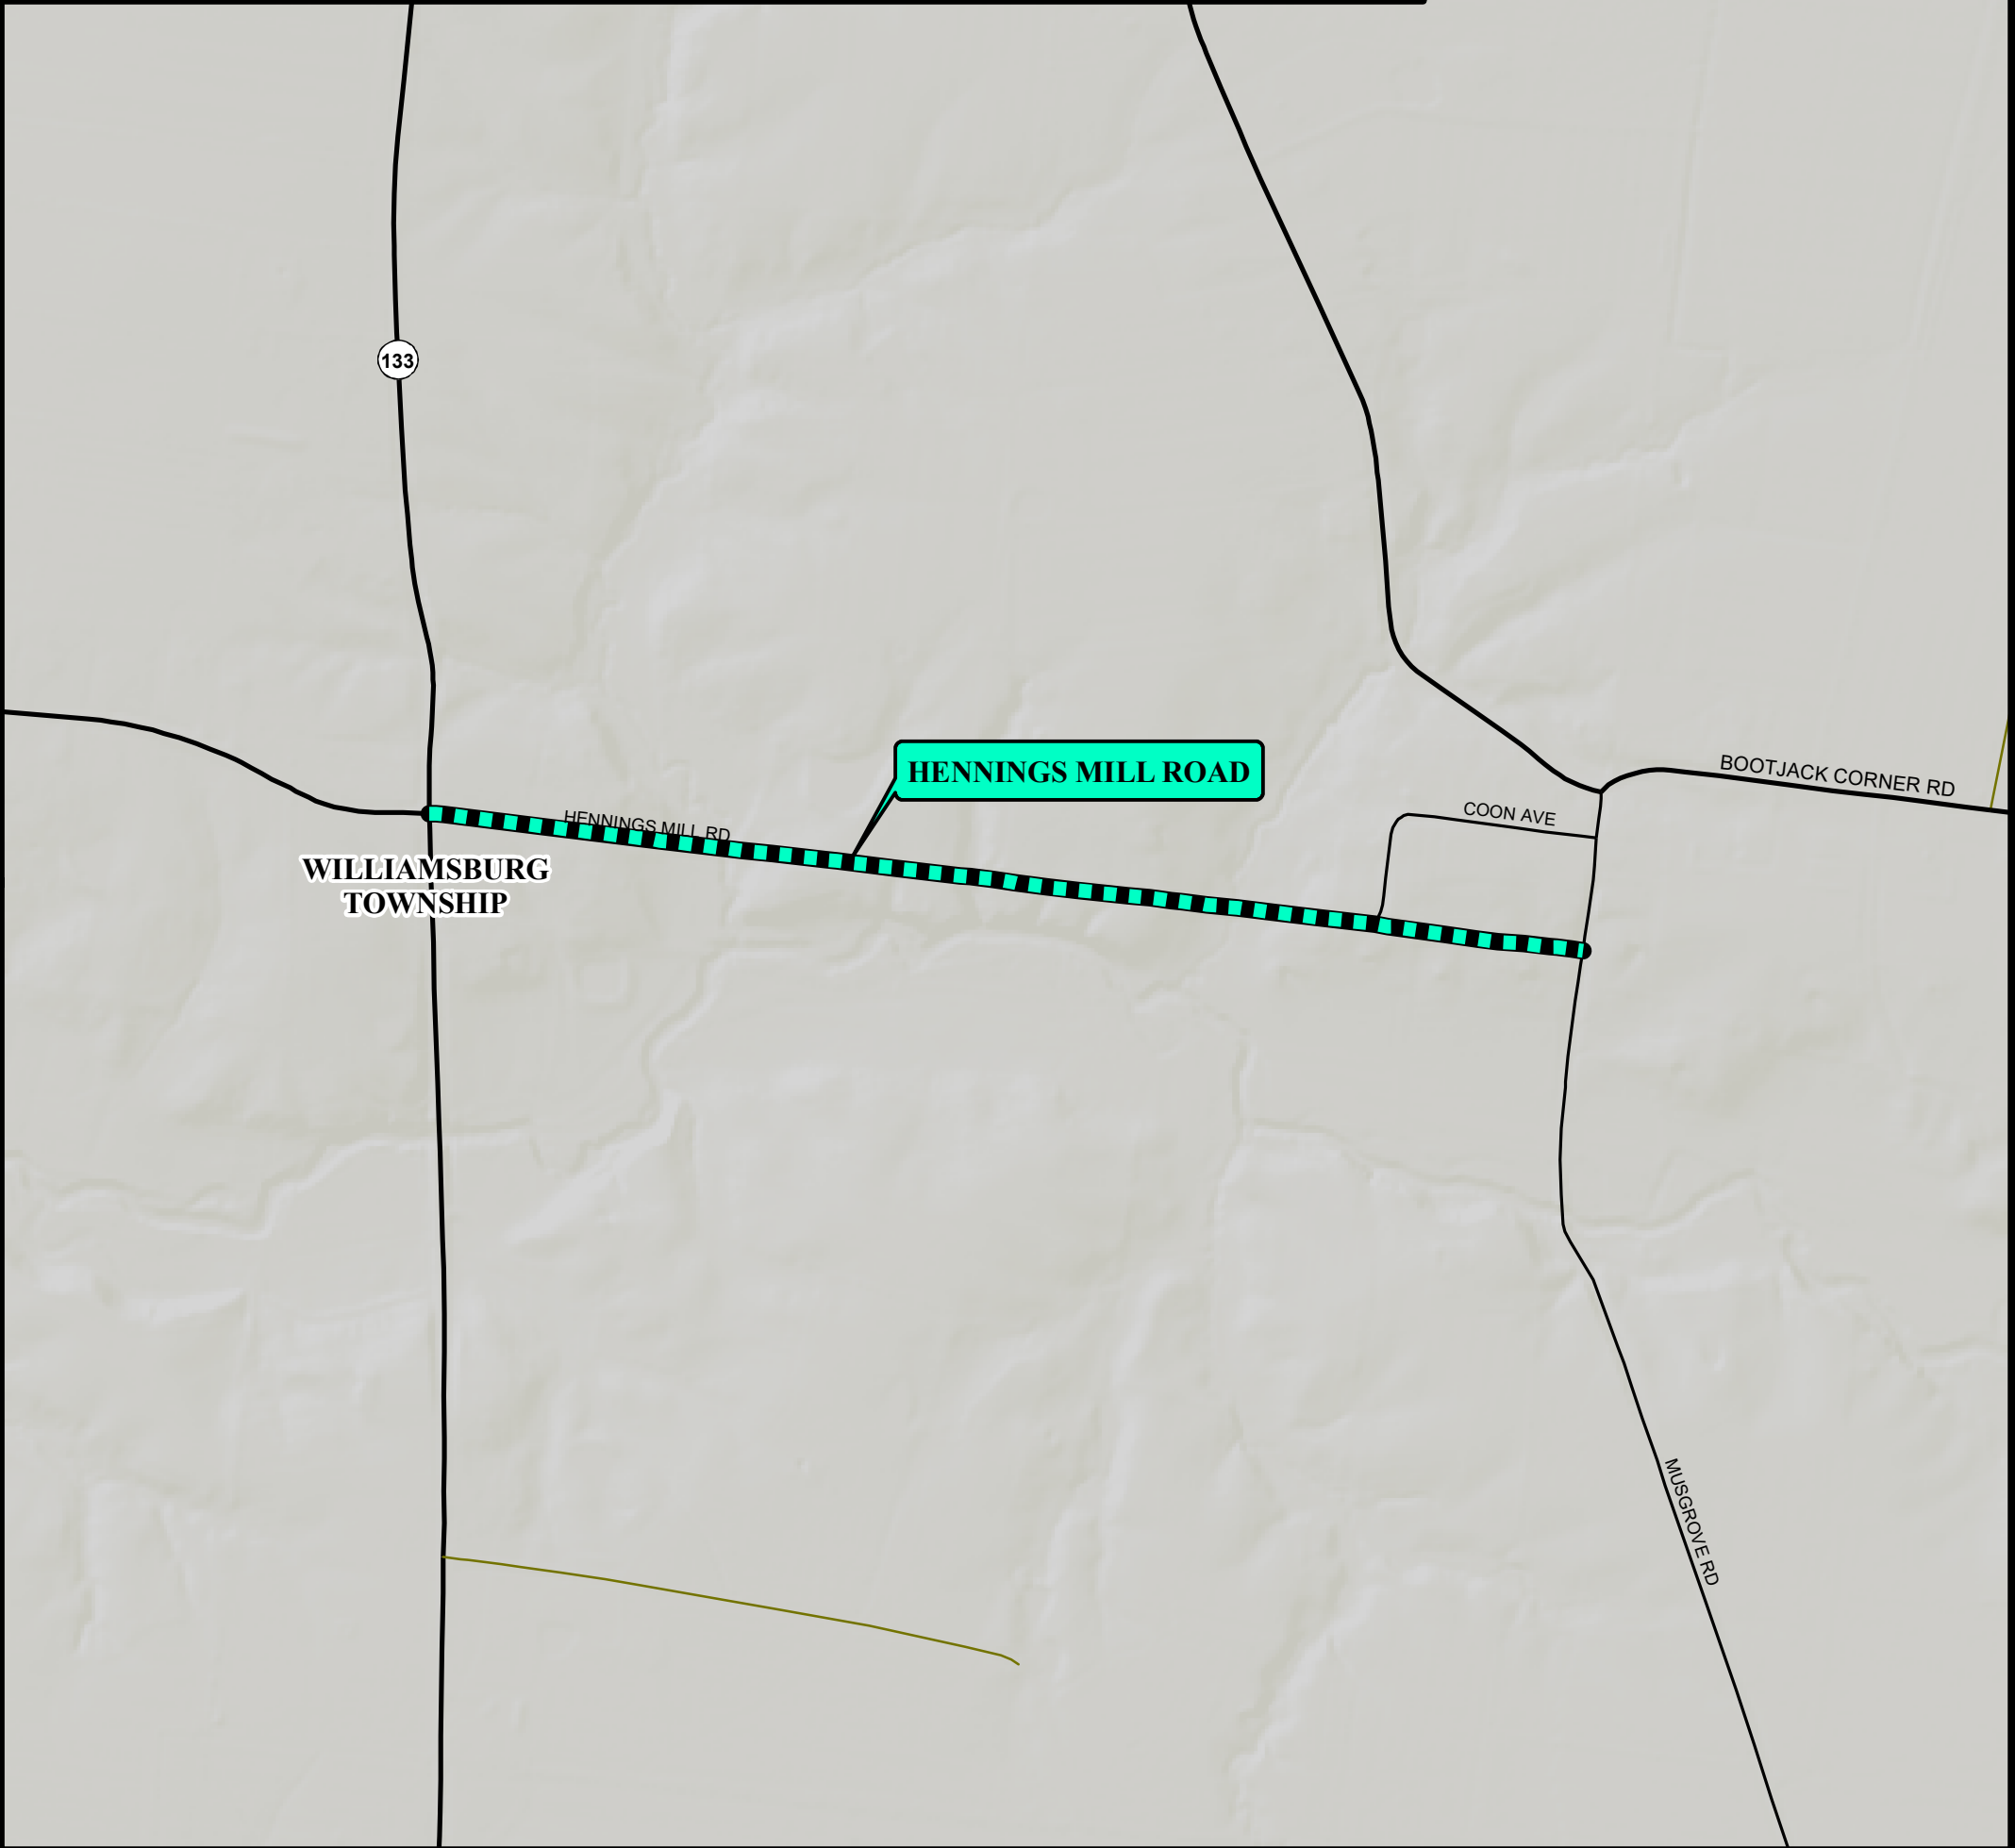 133
HENNINGS MILL ROAD
BOOTJACK CORNER RD
COON AVE
HENNINGS MILL RD
WILLIAMSBURG
TOWNSHIP
MUSGROVE RD